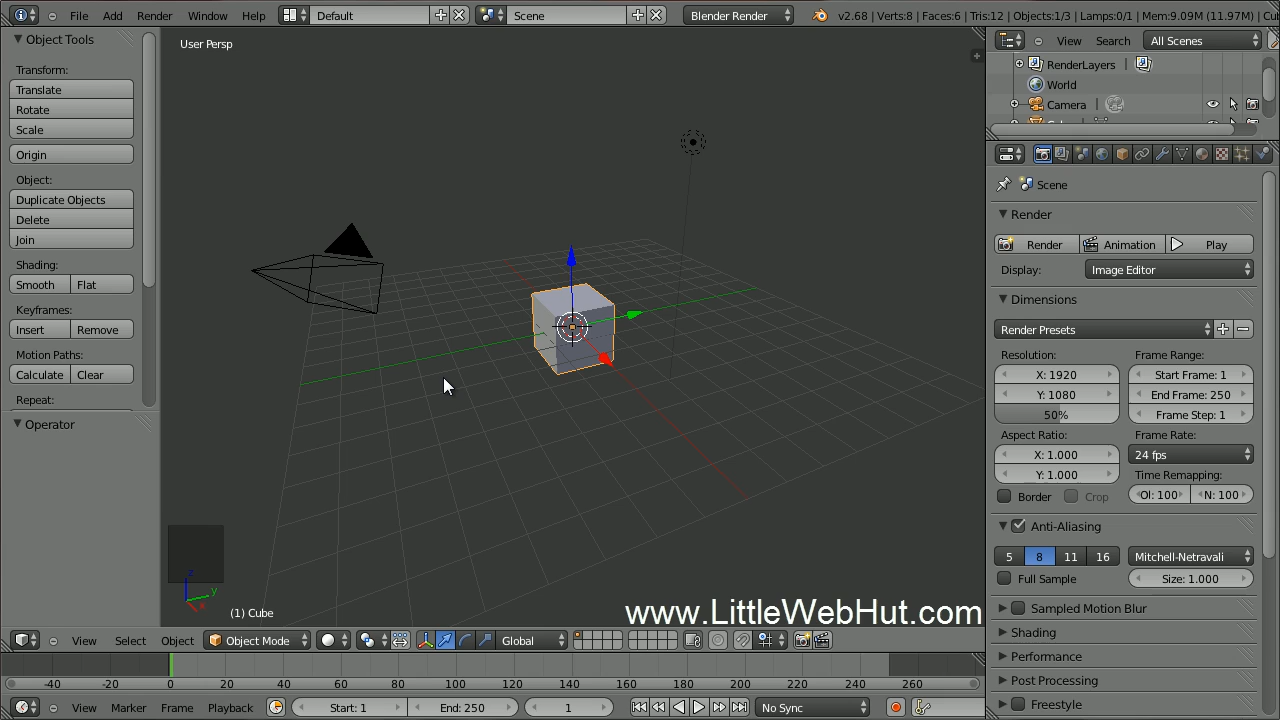 File Add Render Window Help Default Scene Blender Render v2.68 | Verts:8 | Faces:6 | Tris:12 | Objects:1/3 | Lamps:0/1 | Mem:9.09M (11.97M) | Cu
Object Tools
Transform:
Translate
Rotate
Scale
Origin
Object:
Duplicate Objects
Delete
Join
Shading:
Smooth Flat
Keyframes:
Insert Remove
Motion Paths:
Calculate Clear
Repeat:
Operator
User Persp
z
y
x
(1) Cube
www.LittleWebHut.com
View Select Object Object Mode Global
-40 -20 0 20 40 60 80 100 120 140 160 180 200 220 240 260
View Marker Frame Playback Start: 1 End: 250 1 No Sync
View Search All Scenes
RenderLayers
World
Camera
Scene
Render
Render Animation Play
Display: Image Editor
Dimensions
Render Presets
Resolution: Frame Range:
X: 1920 Start Frame: 1
Y: 1080 End Frame: 250
50% Frame Step: 1
Aspect Ratio: Frame Rate:
X: 1.000 24 fps
Y: 1.000 Time Remapping:
Border Crop Ol: 100 N: 100
Anti-Aliasing
5 8 11 16 Mitchell-Netravali
Full Sample Size: 1.000
Sampled Motion Blur
Shading
Performance
Post Processing
Freestyle